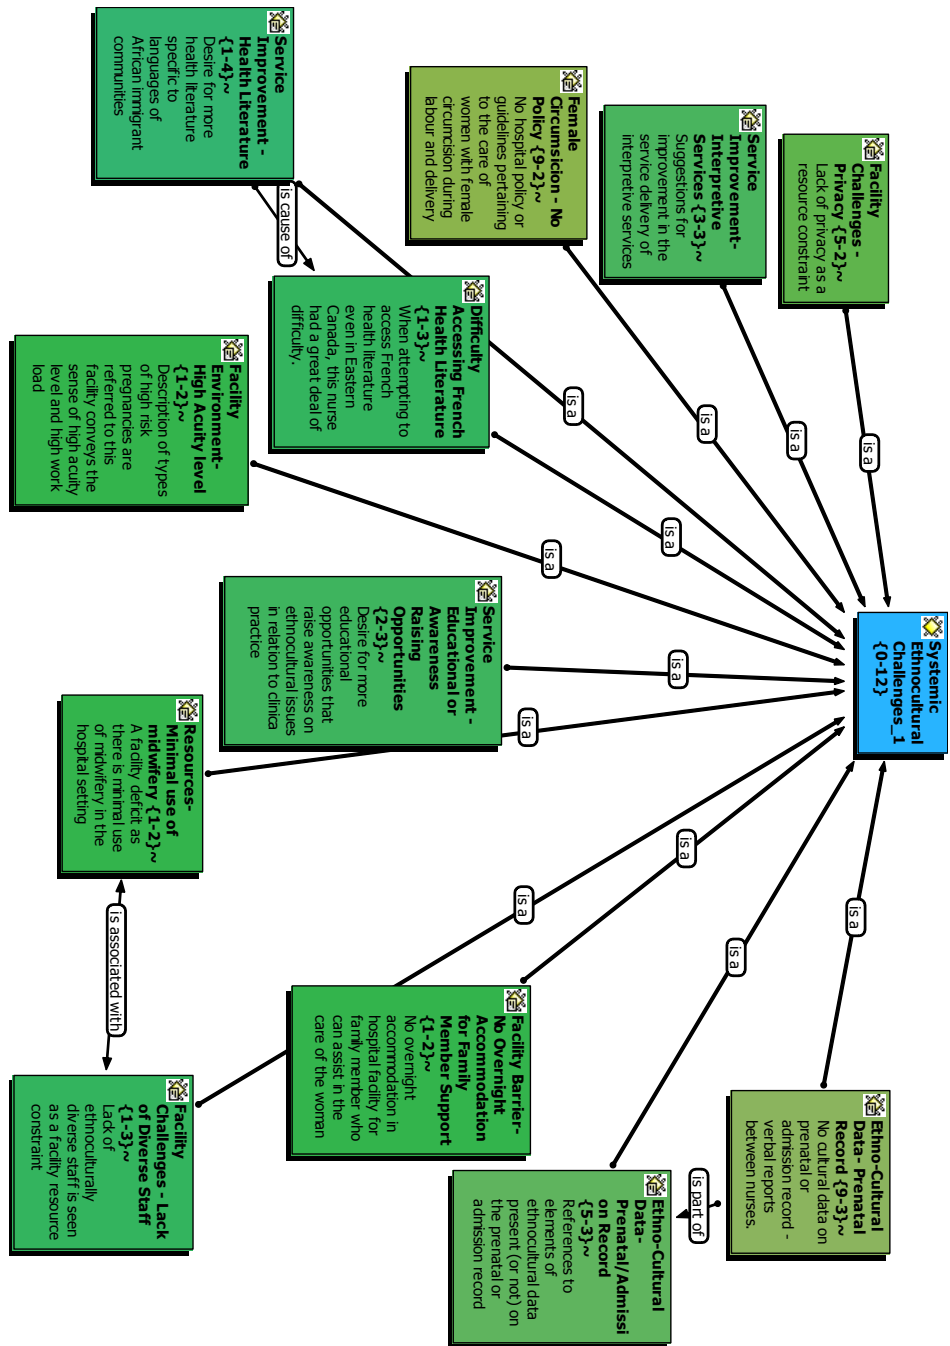 Systemic
Ethnocultural
Challenges_1
{0-12}
Facility
Challenges -
Privacy {5-2}~
Lack of privacy as a
resource constraint
Service
Improvement-
Interpretive
Services {3-3}~
Suggestions for
improvement in the
service delivery of
interpretive services
Female
Circumsion - No
Policy {9-2}~
No hospital policy or
guidelines pertaining
to the care of
women with female
circumcision during
labour and delivery
Service
Improvement -
Health Literature
{1-4}~
Desire for more
health literature
specific to
languages of
African immigrant
communities
is cause of
Difficulty
Accessing French
Health Literature
{1-3}~
When attempting to
access French
health literature
even in Eastern
Canada, this nurse
had a great deal of
difficulty.
Facility
Environment-
High Acuity level
{1-2}~
Description of types
of high risk
pregnancies are
referred to this
facility conveys the
sense of high acuity
level and high work
load
Service
Improvement -
Educational or
Awareness
Raising
Opportunities
{2-3}~
Desire for more
educational
opportunities that
raise awareness on
ethnocultural issues
in relation to clinica
practice
Resources-
Minimal use of
midwifery {1-2}~
A facility deficit as
there is minimal use
of midwifery in the
hospital setting
is associated with
Facility
Challenges - Lack
of Diverse Staff
{1-3}~
Lack of
ethnoculturally
diverse staff is seen
as a facility resource
constraint
Facility Barrier-
No Overnight
Accommodation
for Family
Member Support
{1-2}~
No overnight
accommodation in
hospital facility for
family member who
can assist in the
care of the woman
Ethno-Cultural
Data-
Prenatal/Admissi
on Record
{5-3}~
References to
elements of
ethnocultural data
present (or not) on
the prenatal or
admission record
is part of
Ethno-Cultural
Data- Prenatal
Record {9-3}~
No cultural data on
prenatal or
admission record -
verbal reports
between nurses.
is a
is a
is a
is a
is a
is a
is a
is a
is a
is a
is a
is a